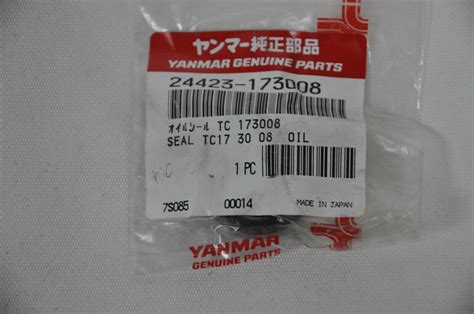 ヤンマー純正部品
YANMAR GENUINE PARTS
24423-173008
オイルシール TC 173008
SEAL TC17 30 08 OIL
1 PC
7S085 00014 MADE IN JAPAN
YANMAR
GENUINE PARTS